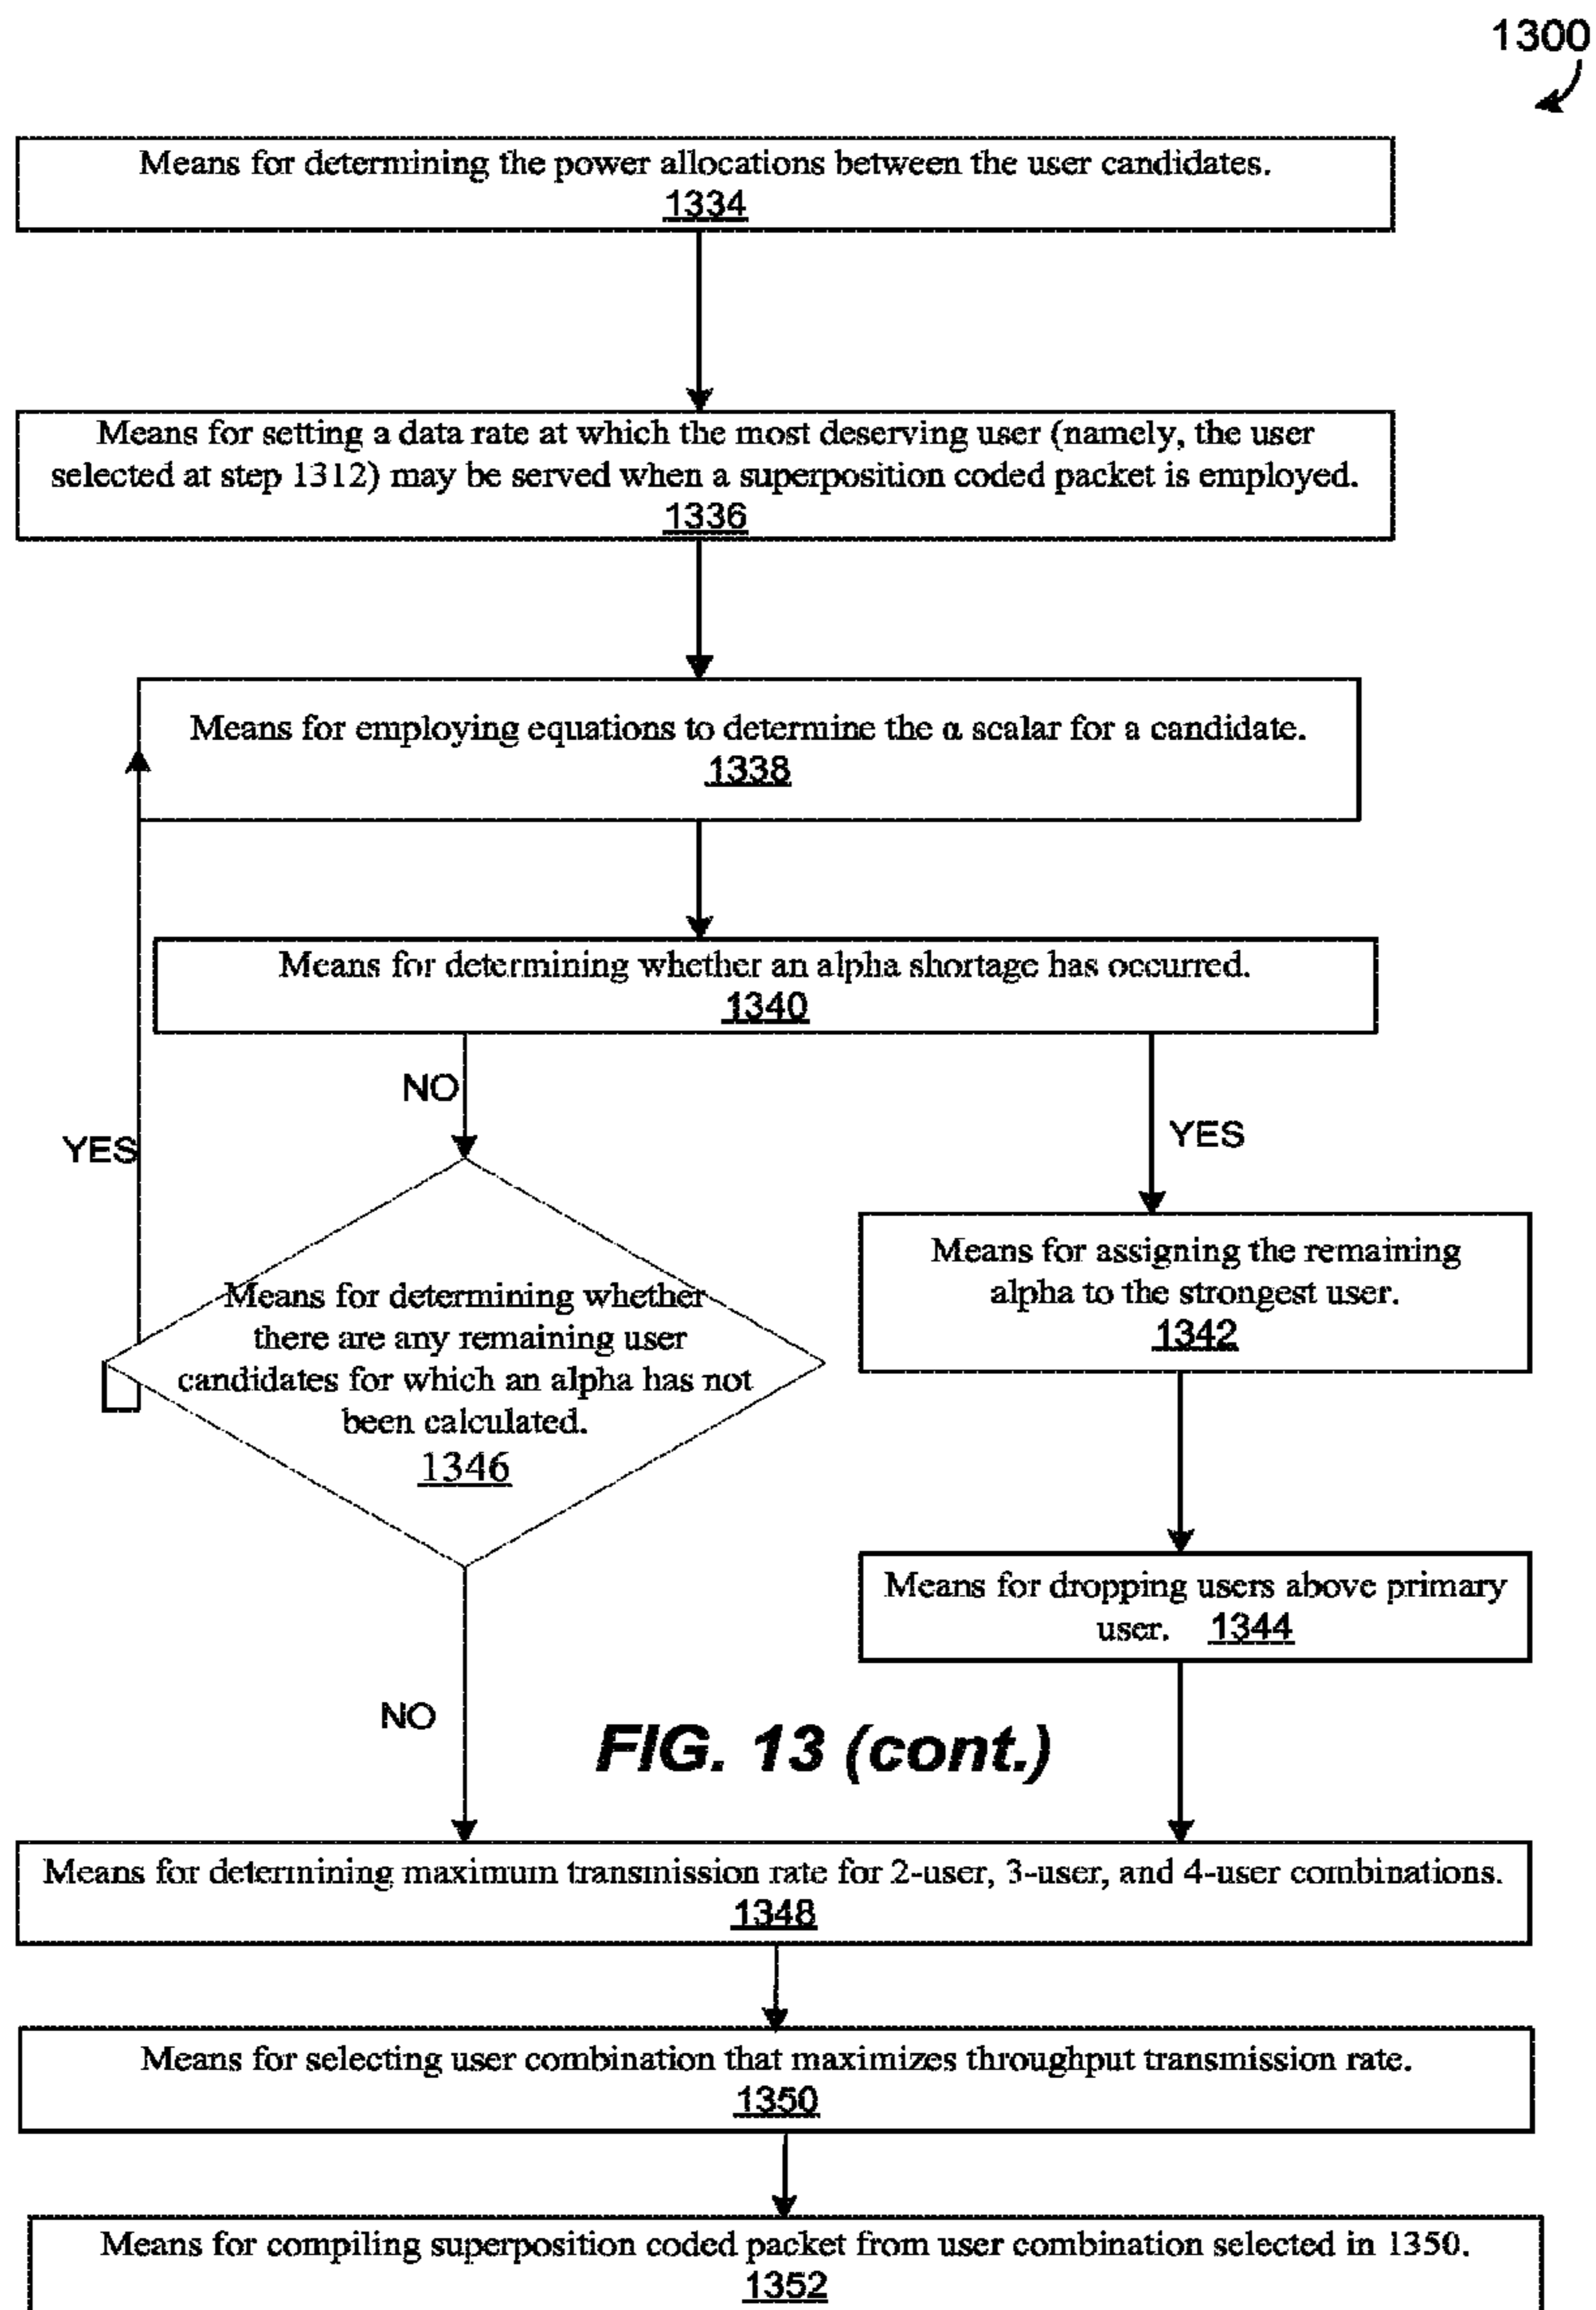 1300
Means for determining the power allocations between the user candidates.
1334
Means for setting a data rate at which the most deserving user (namely, the user
selected at step 1312) may be served when a superposition coded packet is employed.
1336
Means for employing equations to determine the α scalar for a candidate.
1338
Means for determining whether an alpha shortage has occurred.
1340
NO
YES
YES
Means for assigning the remaining
alpha to the strongest user.
1342
Means for determining whether
there are any remaining user
candidates for which an alpha has not
been calculated.
1346
Means for dropping users above primary
user. 1344
NO
FIG. 13 (cont.)
Means for determining maximum transmission rate for 2-user, 3-user, and 4-user combinations.
1348
Means for selecting user combination that maximizes throughput transmission rate.
1350
Means for compiling superposition coded packet from user combination selected in 1350.
1352